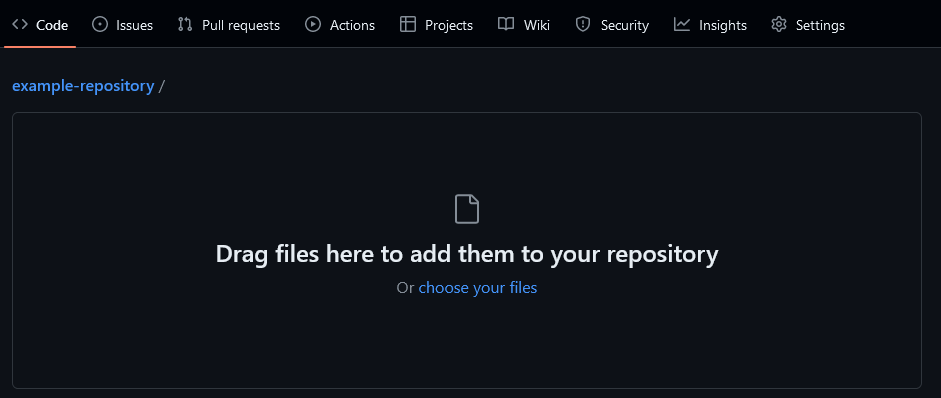 Code Issues Pull requests Actions Projects Wiki Security Insights Settings
example-repository /
Drag files here to add them to your repository
Or choose your files